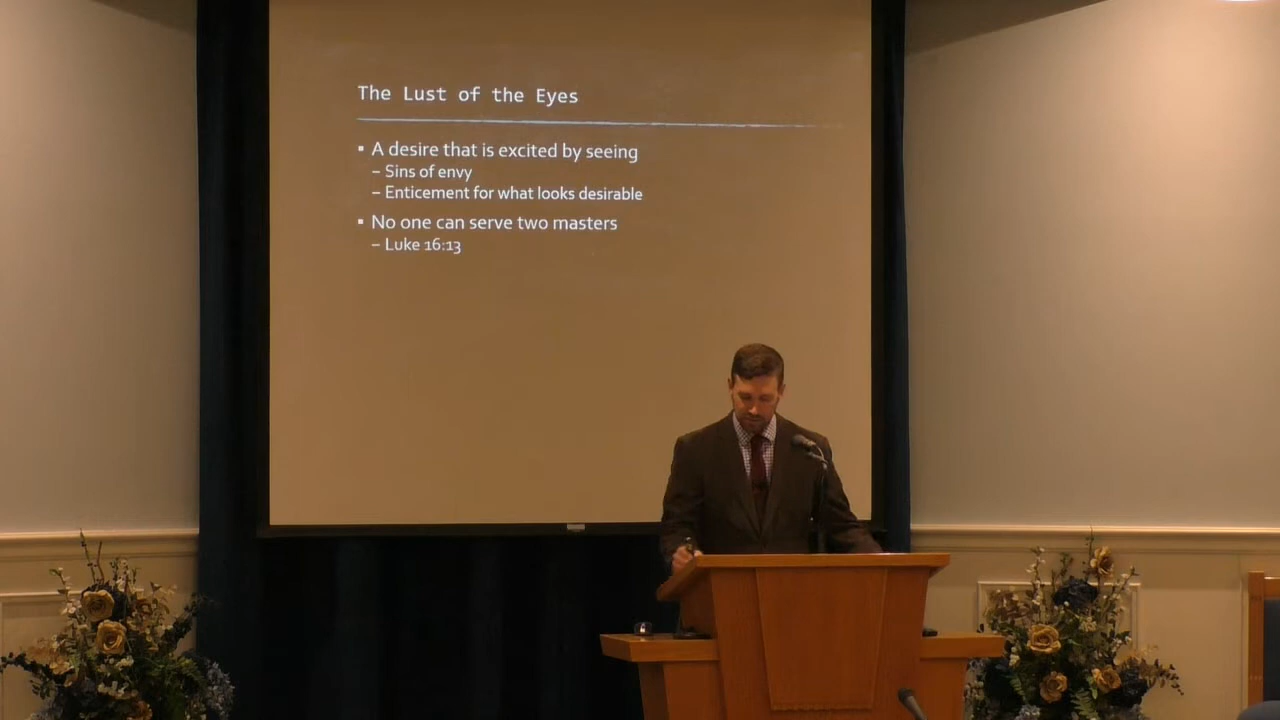 The Lust of the Eyes
▪ A desire that is excited by seeing
– Sins of envy
– Enticement for what looks desirable
▪ No one can serve two masters
– Luke 16:13